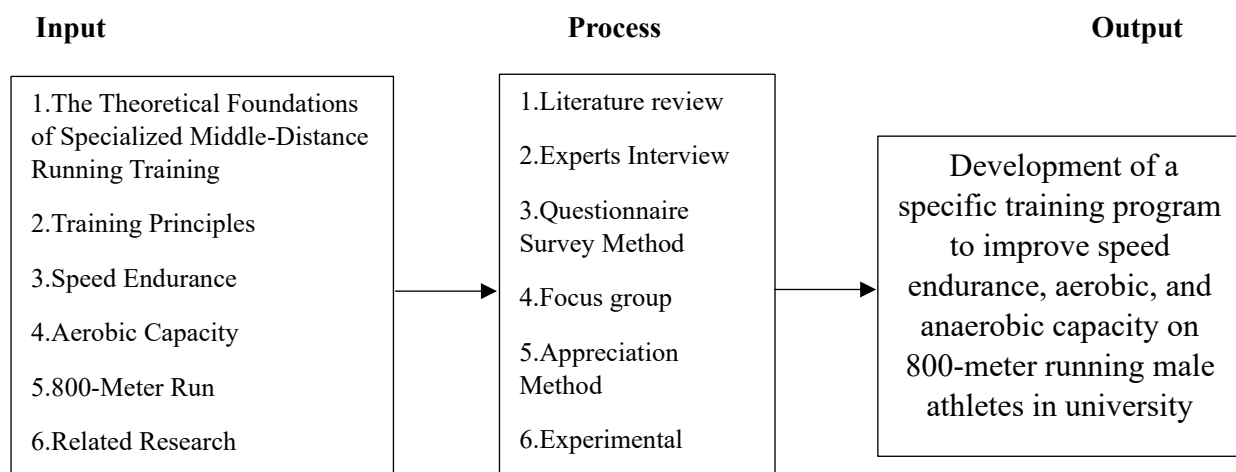 Input
1.The Theoretical Foundations
of Specialized Middle-Distance
Running Training
2.Training Principles
3.Speed Endurance
4.Aerobic Capacity
5.800-Meter Run
6.Related Research
Process
1.Literature review
2.Experts Interview
3.Questionnaire
Survey Method
4.Focus group
5.Appreciation
Method
6.Experimental
Output
Development of a
specific training program
to improve speed
endurance, aerobic, and
anaerobic capacity on
800-meter running male
athletes in university